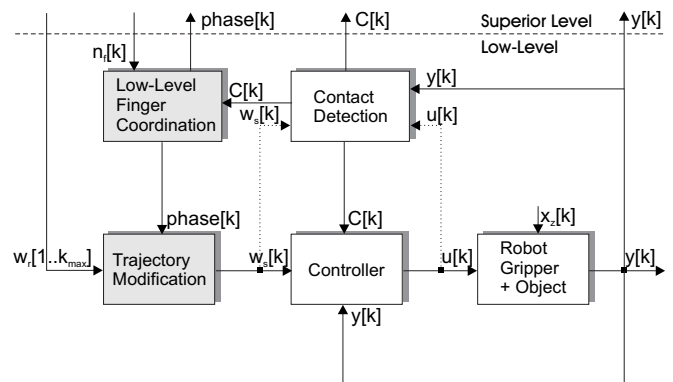 phase[k]
C[k]
Superior Level
y[k]
Low-Level
n_f[k]
Low-Level
Finger
Coordination
C[k]
w_s[k]
Contact
Detection
y[k]
u[k]
phase[k]
C[k]
x_z[k]
w_r[1..k_max]
Trajectory
Modification
w_s[k]
Controller
u[k]
Robot
Gripper
+ Object
y[k]
y[k]